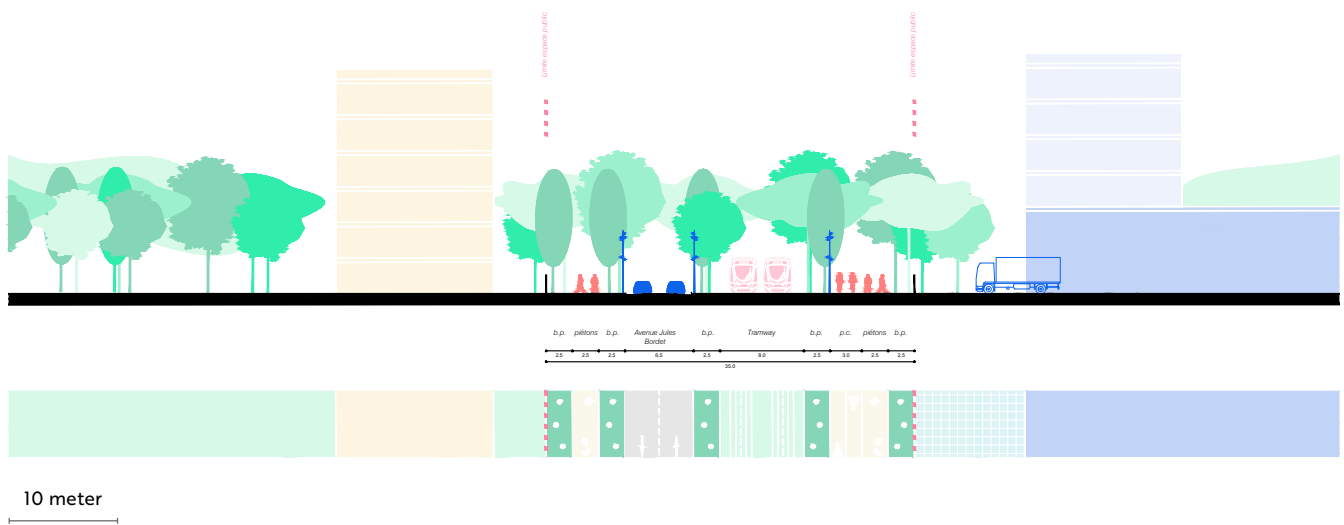 Limite espace public
Limite espace public
b.p. piétons b.p. Avenue Jules b.p. Tramway b.p. p.c. piétons b.p.
Bordet
2.5 2.5 2.5 6.5 2.5 8.0 2.5 3.0 2.5 2.5
35.0
10 meter